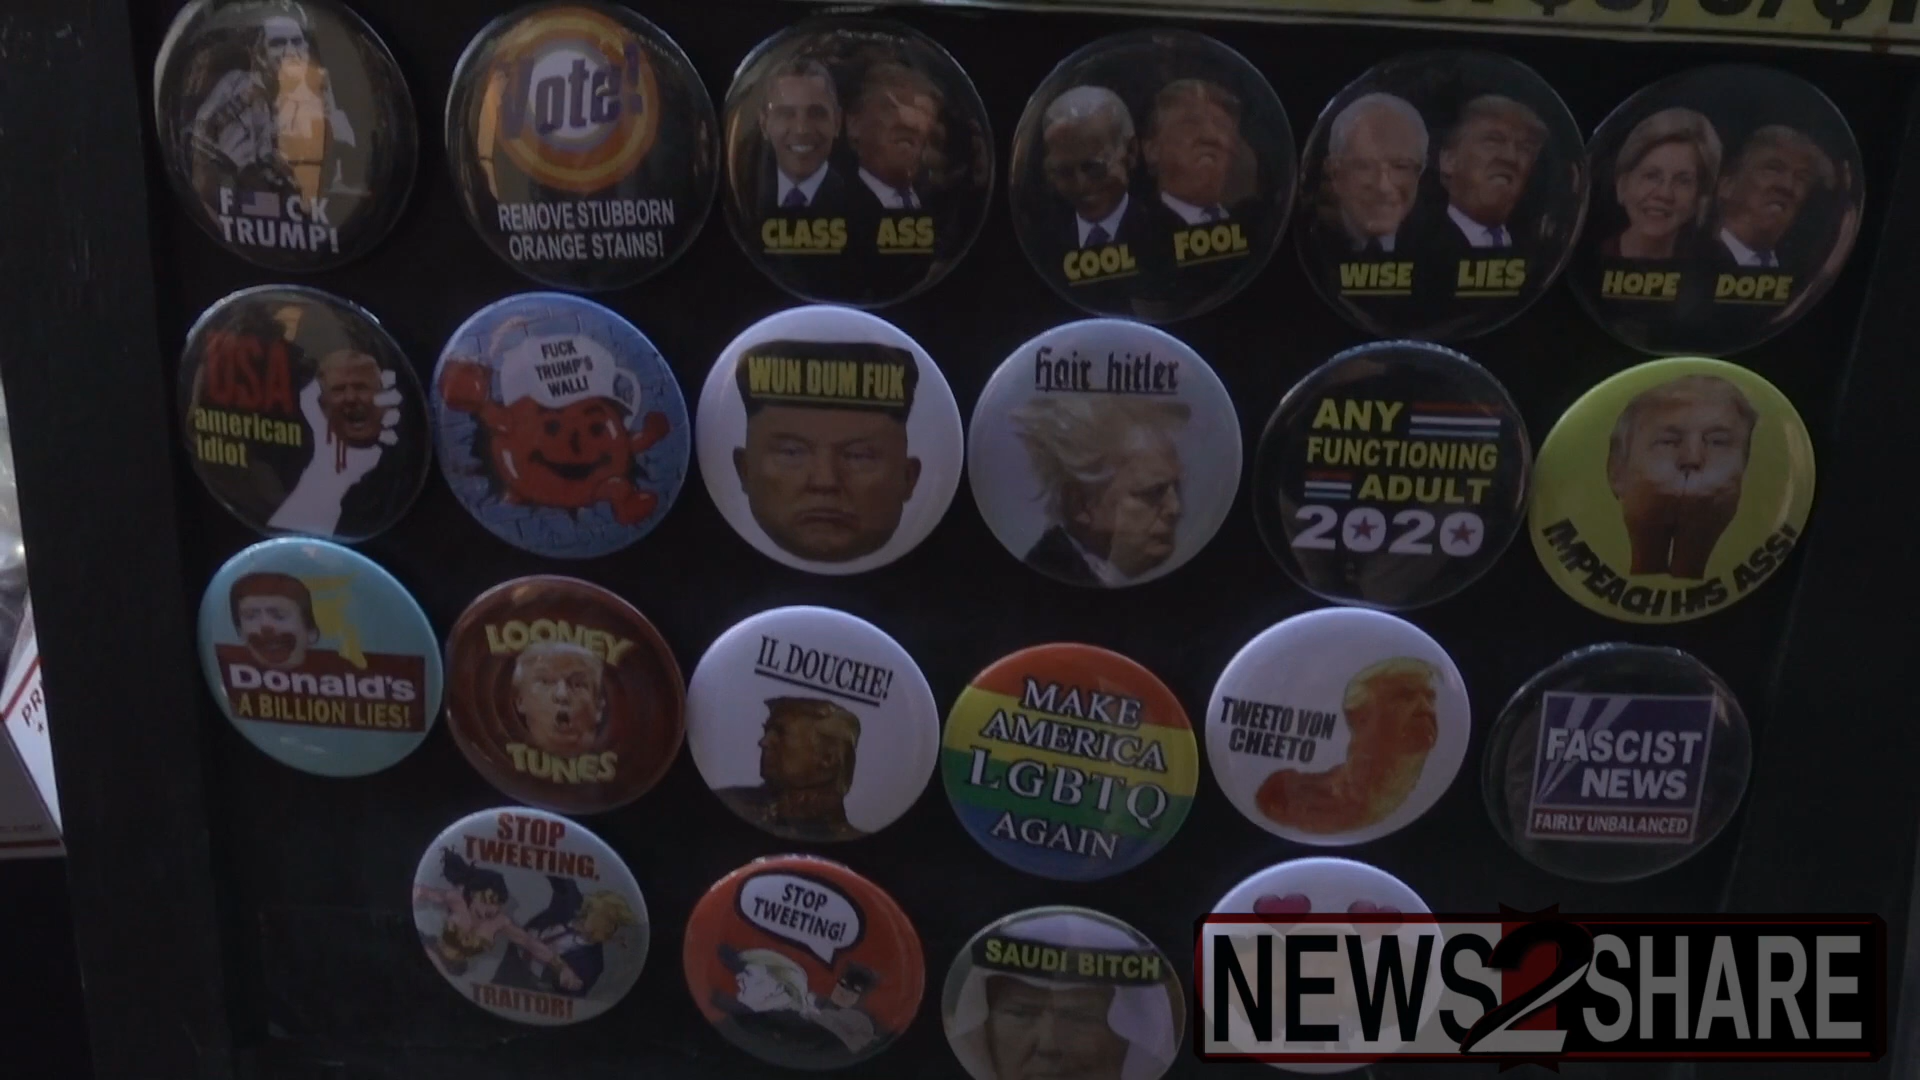 F CK
TRUMP!
Vote!
REMOVE STUBBORN
ORANGE STAINS!
CLASS ASS
COOL FOOL
WISE LIES
HOPE DOPE
USA
american
idiot
FUCK
TRUMP'S
WALL!
WUN DUM FUK
hair hitler
ANY
FUNCTIONING
ADULT
2020
IMPEACH HIS ASS!
Donald's
A BILLION LIES!
LOONEY
TUNES
IL DOUCHE!
MAKE
AMERICA
LGBTQ
AGAIN
TWEETO VON
CHEETO
FASCIST
NEWS
FAIRLY UNBALANCED
STOP
TWEETING,
TRAITOR!
STOP
TWEETING!
SAUDI BITCH
NEWS2SHARE